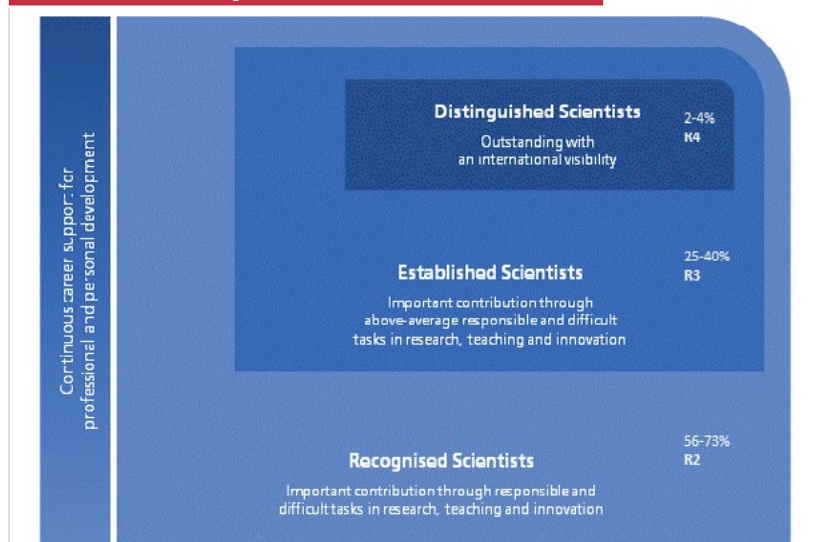 Continuous career support for
professional and personal development
Distinguished Scientists
Outstanding with
an international visibility
2-4%
R4
Established Scientists
Important contribution through
above-average responsible and difficult
tasks in research, teaching and innovation
25-40%
R3
Recognised Scientists
Important contribution through responsible and
difficult tasks in research, teaching and innovation
56-73%
R2